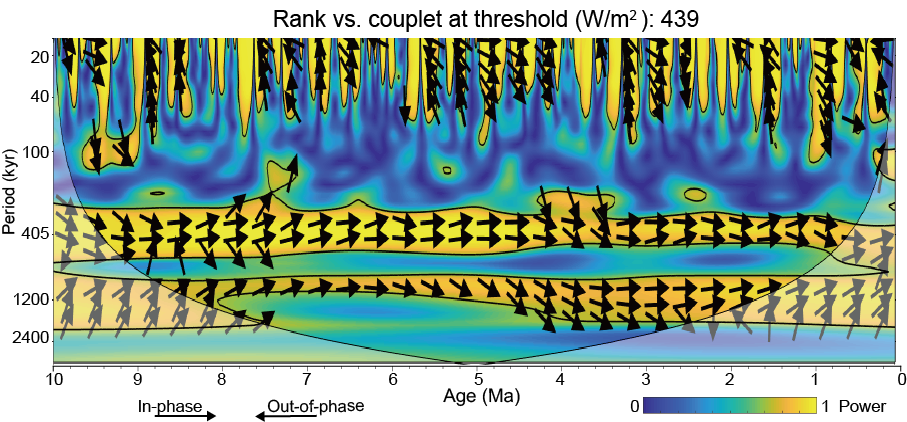 Rank vs. couplet at threshold (W/m²): 439
Period (kyr)
20
40
100
405
1200
2400
10 9 8 7 6 5 4 3 2 1 0
Age (Ma)
In-phase Out-of-phase
0 1 Power